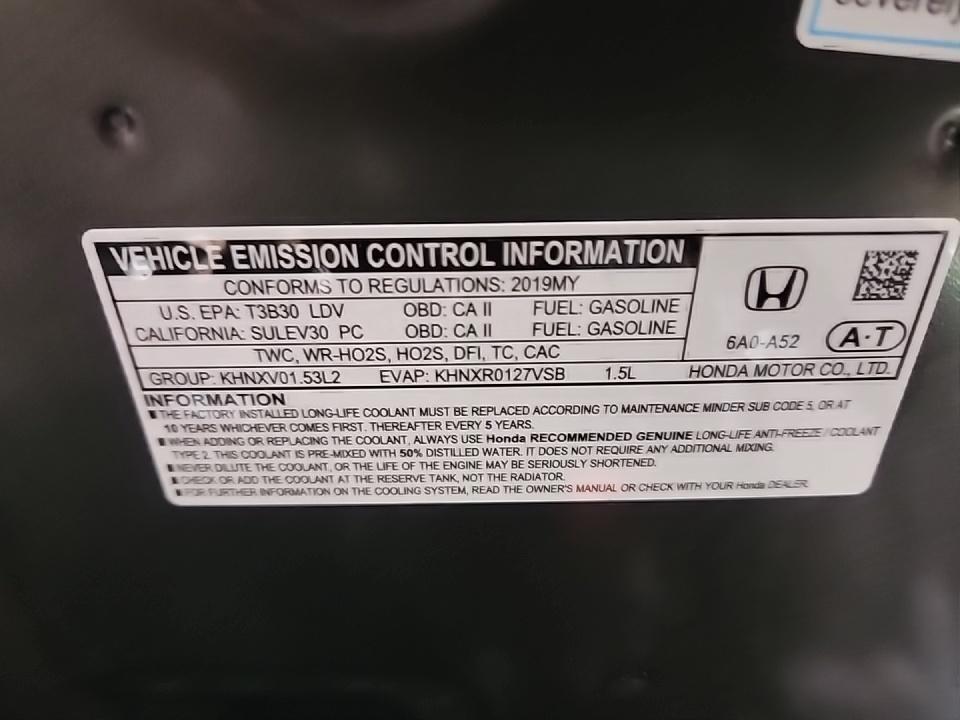 severely
VEHICLE EMISSION CONTROL INFORMATION
CONFORMS TO REGULATIONS: 2019MY
U.S. EPA: T3B30 LDV OBD: CA II FUEL: GASOLINE
CALIFORNIA: SULEV30 PC OBD: CA II FUEL: GASOLINE
TWC, WR-HO2S, HO2S, DFI, TC, CAC
6A0-A52 A·T
GROUP: KHNXV01.53L2 EVAP: KHNXR0127VSB 1.5L HONDA MOTOR CO., LTD.
INFORMATION
■ THE FACTORY INSTALLED LONG-LIFE COOLANT MUST BE REPLACED ACCORDING TO MAINTENANCE MINDER SUB CODE 5, OR AT
10 YEARS WHICHEVER COMES FIRST. THEREAFTER EVERY 5 YEARS.
■ WHEN ADDING OR REPLACING THE COOLANT, ALWAYS USE Honda RECOMMENDED GENUINE LONG-LIFE ANTI-FREEZE / COOLANT
TYPE 2. THIS COOLANT IS PRE-MIXED WITH 50% DISTILLED WATER. IT DOES NOT REQUIRE ANY ADDITIONAL MIXING.
■ NEVER DILUTE THE COOLANT, OR THE LIFE OF THE ENGINE MAY BE SERIOUSLY SHORTENED.
■ CHECK OR ADD THE COOLANT AT THE RESERVE TANK, NOT THE RADIATOR.
■ FOR FURTHER INFORMATION ON THE COOLING SYSTEM, READ THE OWNER'S MANUAL OR CHECK WITH YOUR Honda DEALER.